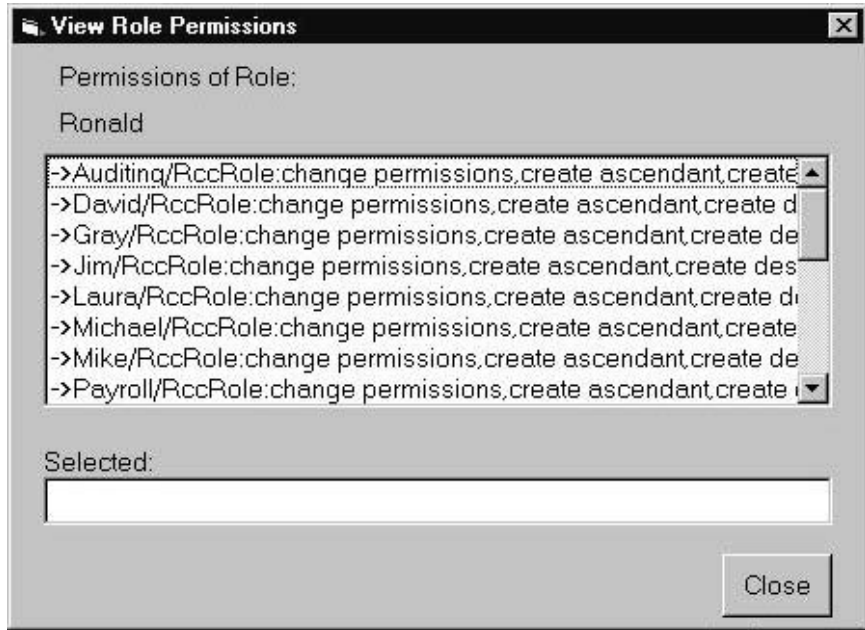 View Role Permissions
Permissions of Role:
Ronald
->Auditing/RccRole:change permissions,create ascendant,create
->David/RccRole:change permissions,create ascendant,create d
->Gray/RccRole:change permissions,create ascendant,create de
->Jim/RccRole:change permissions,create ascendant,create des
->Laura/RccRole:change permissions,create ascendant,create d
->Michael/RccRole:change permissions,create ascendant,create
->Mike/RccRole:change permissions,create ascendant,create de
->Payroll/RccRole:change permissions,create ascendant,create
Selected:
Close